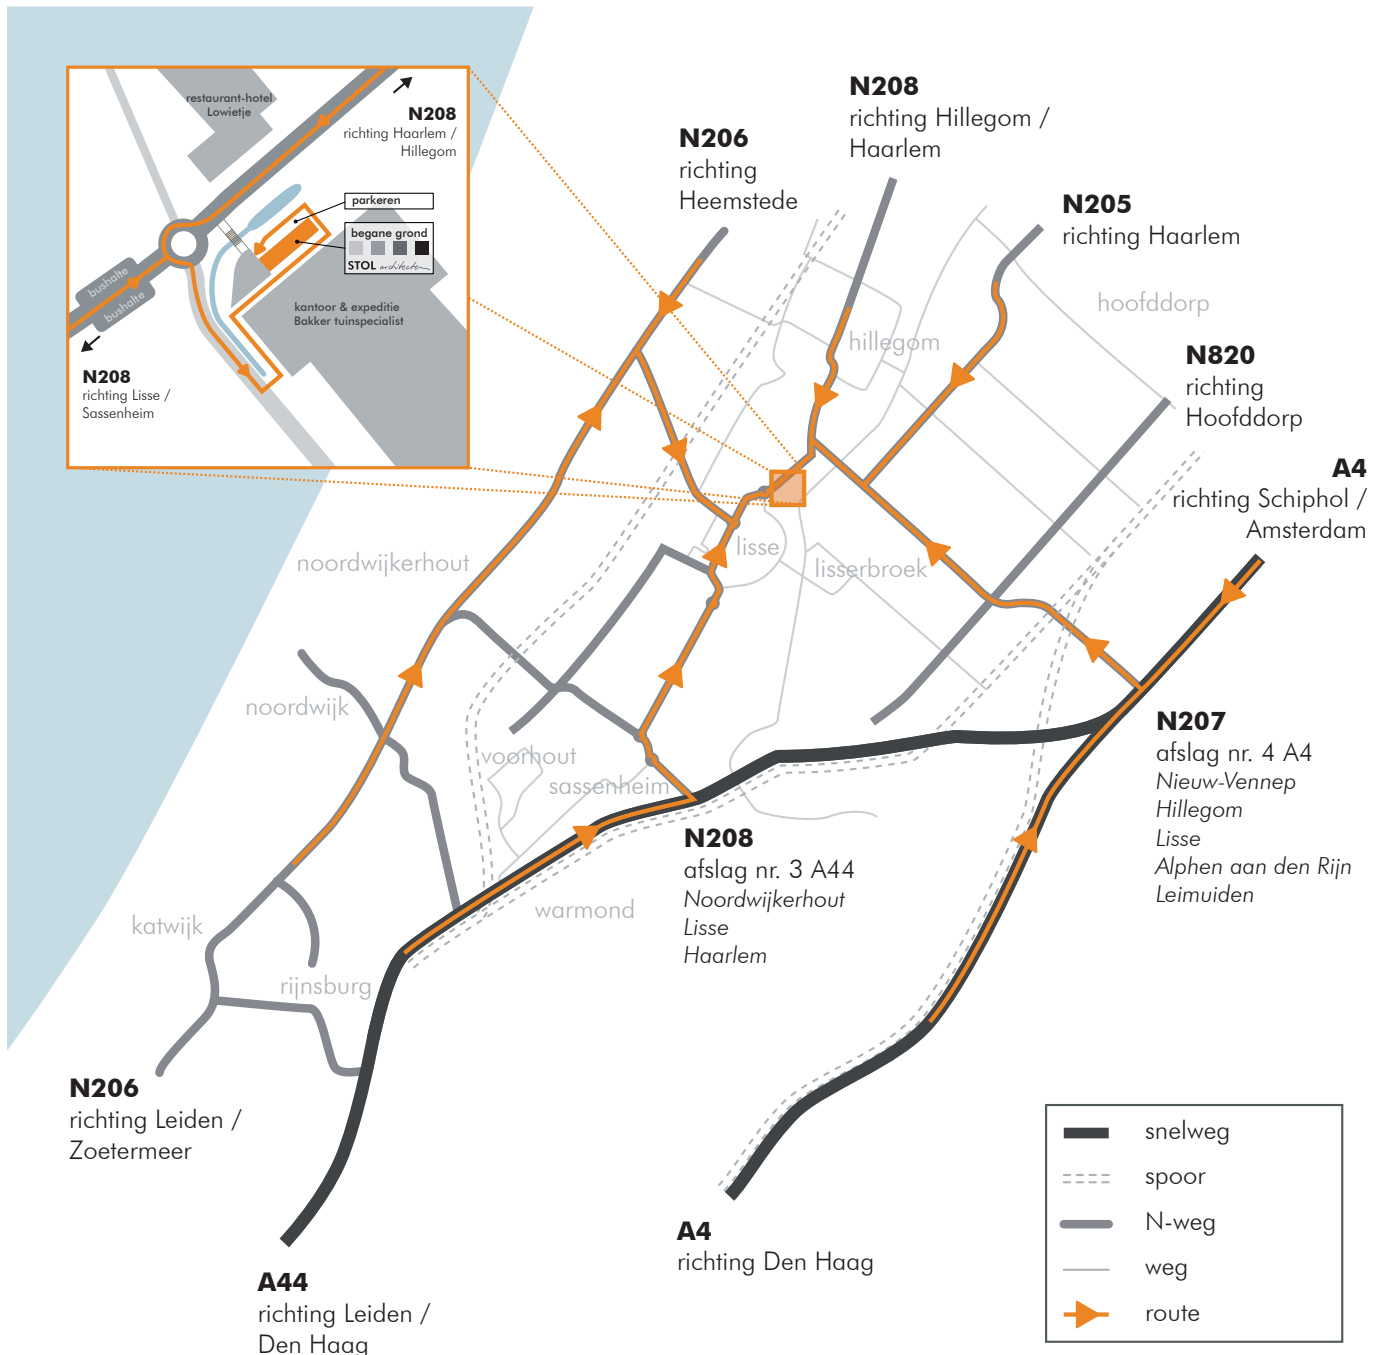 restaurant-hotel
Lowietje
N208
richting Haarlem /
Hillegom
parkeren
begane grond
STOL architecten
bushalte
bushalte
kantoor & expeditie
Bakker tuinspecialist
N208
richting Lisse /
Sassenheim
N206
richting
Heemstede
N208
richting Hillegom /
Haarlem
N205
richting Haarlem
hoofddorp
hillegom
N820
richting
Hoofddorp
A4
richting Schiphol /
Amsterdam
noordwijkerhout
lisse
lisserbroek
noordwijk
voorhout
sassenheim
N207
afslag nr. 4 A4
Nieuw-Vennep
Hillegom
Lisse
Alphen aan den Rijn
Leimuiden
N208
afslag nr. 3 A44
Noordwijkerhout
Lisse
Haarlem
warmond
katwijk
rijnsburg
N206
richting Leiden /
Zoetermeer
A44
richting Leiden /
Den Haag
A4
richting Den Haag
snelweg
spoor
N-weg
weg
route